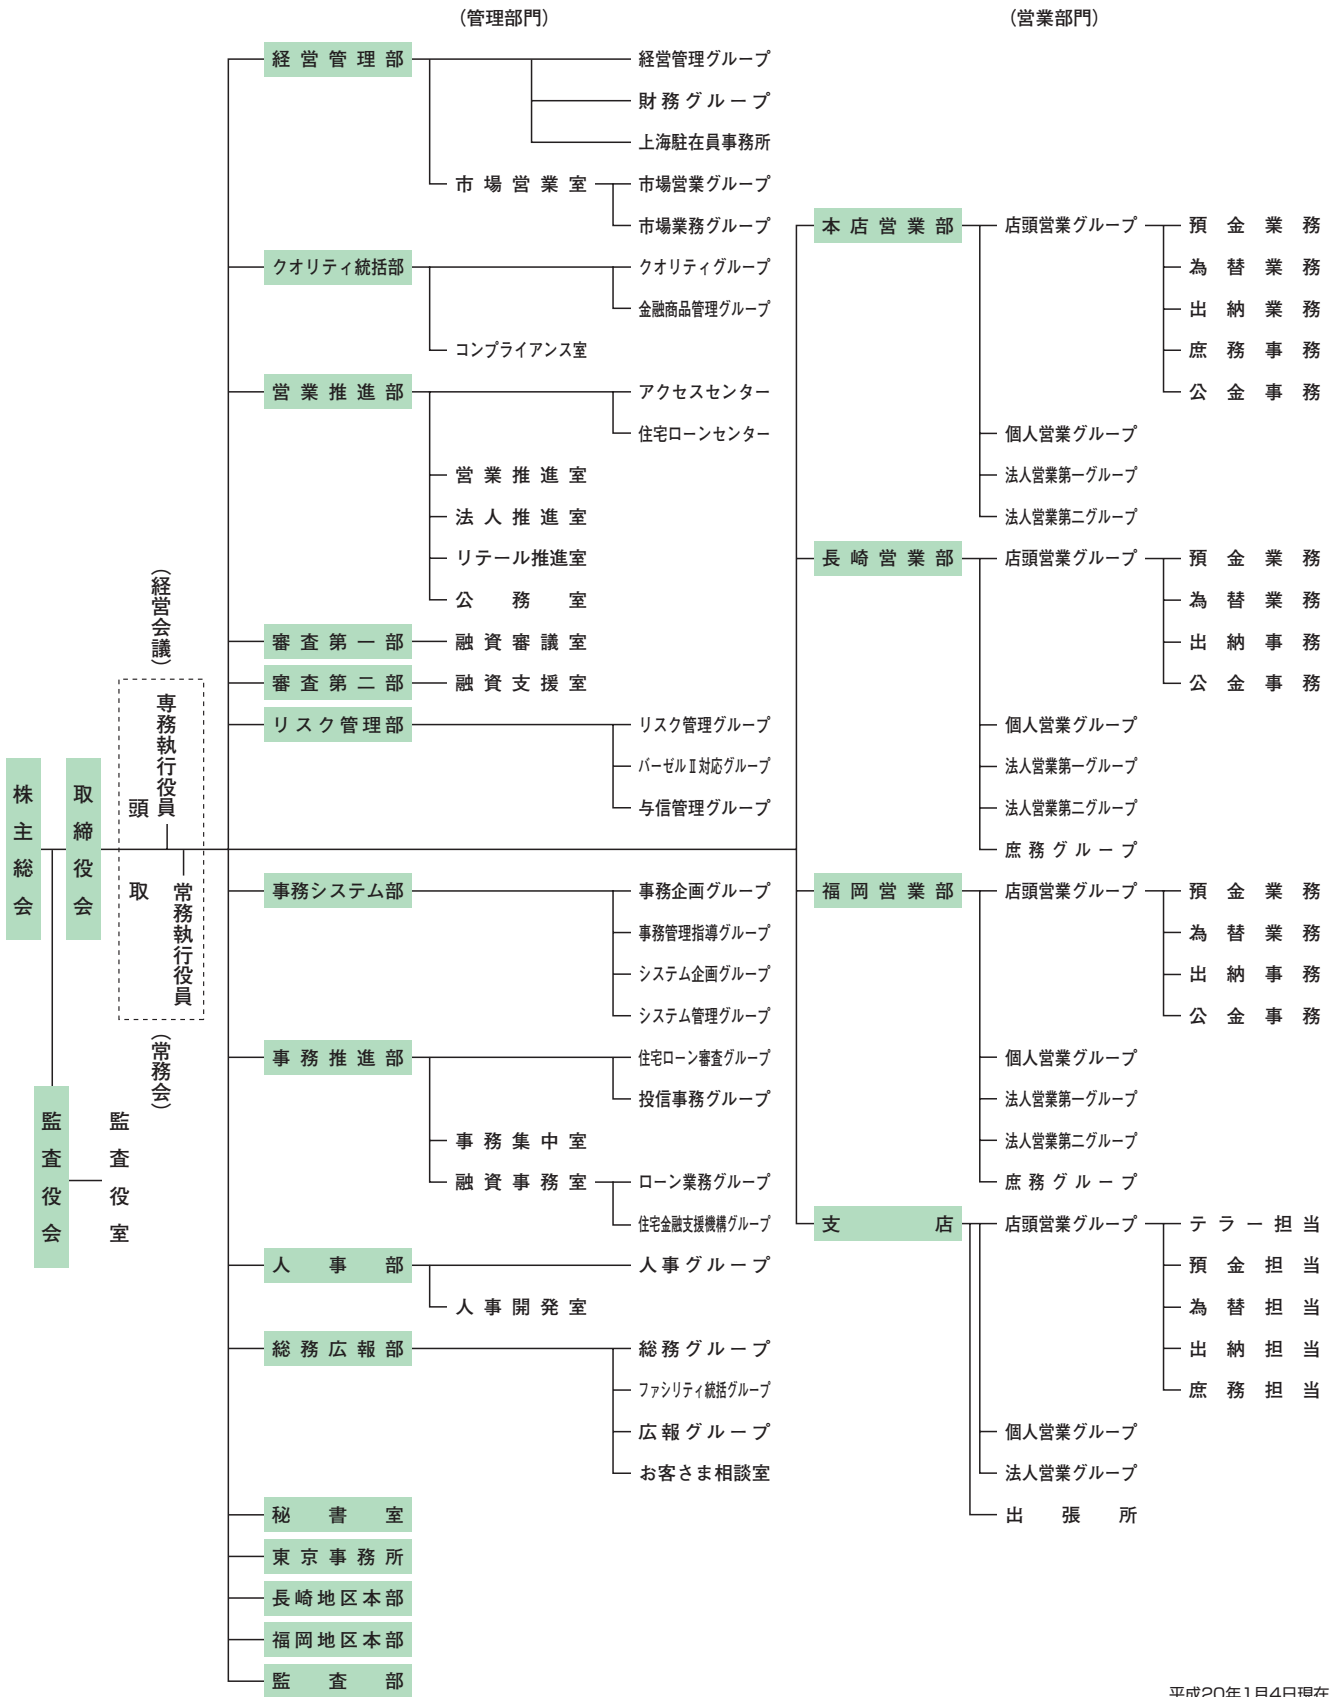 （管理部門）
（営業部門）
株主総会
取締役会
監査役会
監査役室
（経営会議）
専務執行役員
頭取
常務執行役員
（常務会）
経営管理部
経営管理グループ
財務グループ
上海駐在員事務所
市場営業室
市場営業グループ
市場業務グループ
クオリティ統括部
クオリティグループ
金融商品管理グループ
コンプライアンス室
営業推進部
アクセスセンター
住宅ローンセンター
営業推進室
法人推進室
リテール推進室
公務室
審査第一部
融資審議室
審査第二部
融資支援室
リスク管理部
リスク管理グループ
バーゼルⅡ対応グループ
与信管理グループ
事務システム部
事務企画グループ
事務管理指導グループ
システム企画グループ
システム管理グループ
事務推進部
住宅ローン審査グループ
投信事務グループ
事務集中室
融資事務室
ローン業務グループ
住宅金融支援機構グループ
人事部
人事グループ
人事開発室
総務広報部
総務グループ
ファシリティ統括グループ
広報グループ
お客さま相談室
秘書室
東京事務所
長崎地区本部
福岡地区本部
監査部
本店営業部
店頭営業グループ
預金業務
為替業務
出納業務
庶務事務
公金事務
個人営業グループ
法人営業第一グループ
法人営業第二グループ
長崎営業部
店頭営業グループ
預金業務
為替業務
出納事務
公金事務
個人営業グループ
法人営業第一グループ
法人営業第二グループ
庶務グループ
福岡営業部
店頭営業グループ
預金業務
為替業務
出納事務
公金事務
個人営業グループ
法人営業第一グループ
法人営業第二グループ
庶務グループ
支店
店頭営業グループ
テラー担当
預金担当
為替担当
出納担当
庶務担当
個人営業グループ
法人営業グループ
出張所
平成20年1月4日現在